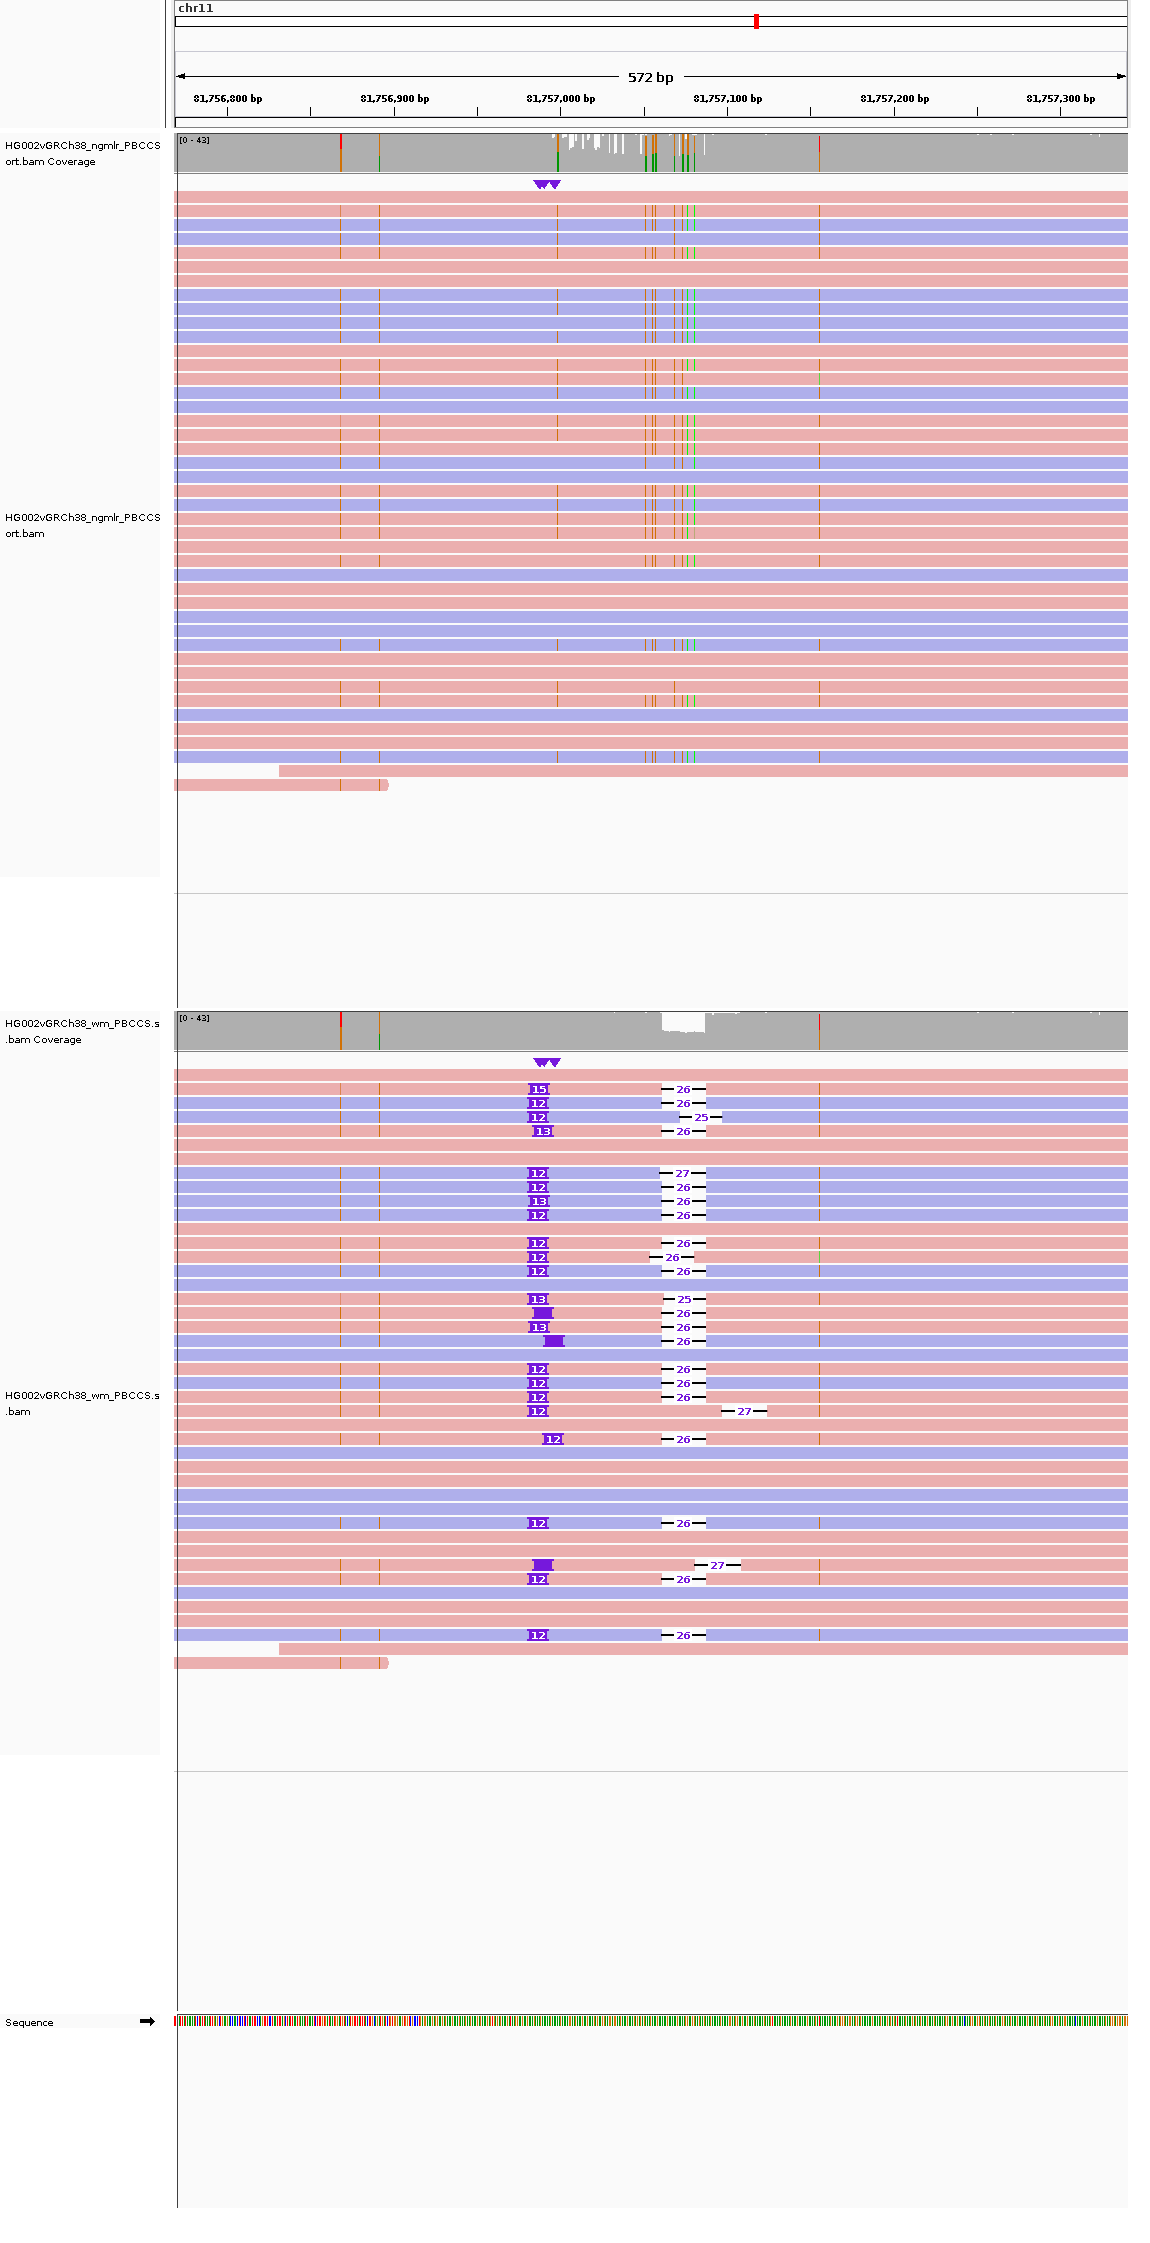 chr11
572 bp
81,756,800 bp 81,756,900 bp 81,757,000 bp 81,757,100 bp 81,757,200 bp 81,757,300 bp
HG002vGRCh38_ngmlr_PBCCS
ort.bam Coverage
[0 - 43]
HG002vGRCh38_ngmlr_PBCCS
ort.bam
HG002vGRCh38_wm_PBCCS.s
.bam Coverage
[0 - 43]
15 26
12 26
12 25
13 26
12 27
12 26
13 26
12 26
12 26
12 26
12 26
13 25
26
13 26
26
12 26
12 26
12 26
HG002vGRCh38_wm_PBCCS.s
.bam
12 27
12 26
12 26
27
12 26
12 26
Sequence